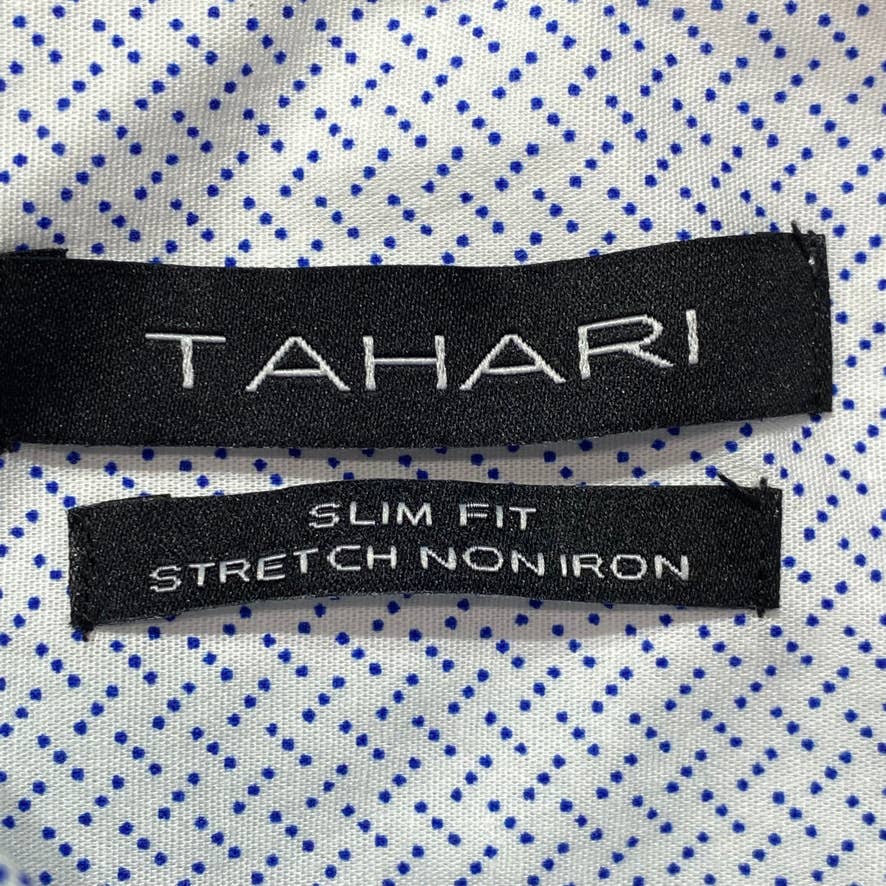 TAHARI
SLIM FIT
STRETCH NON IRON